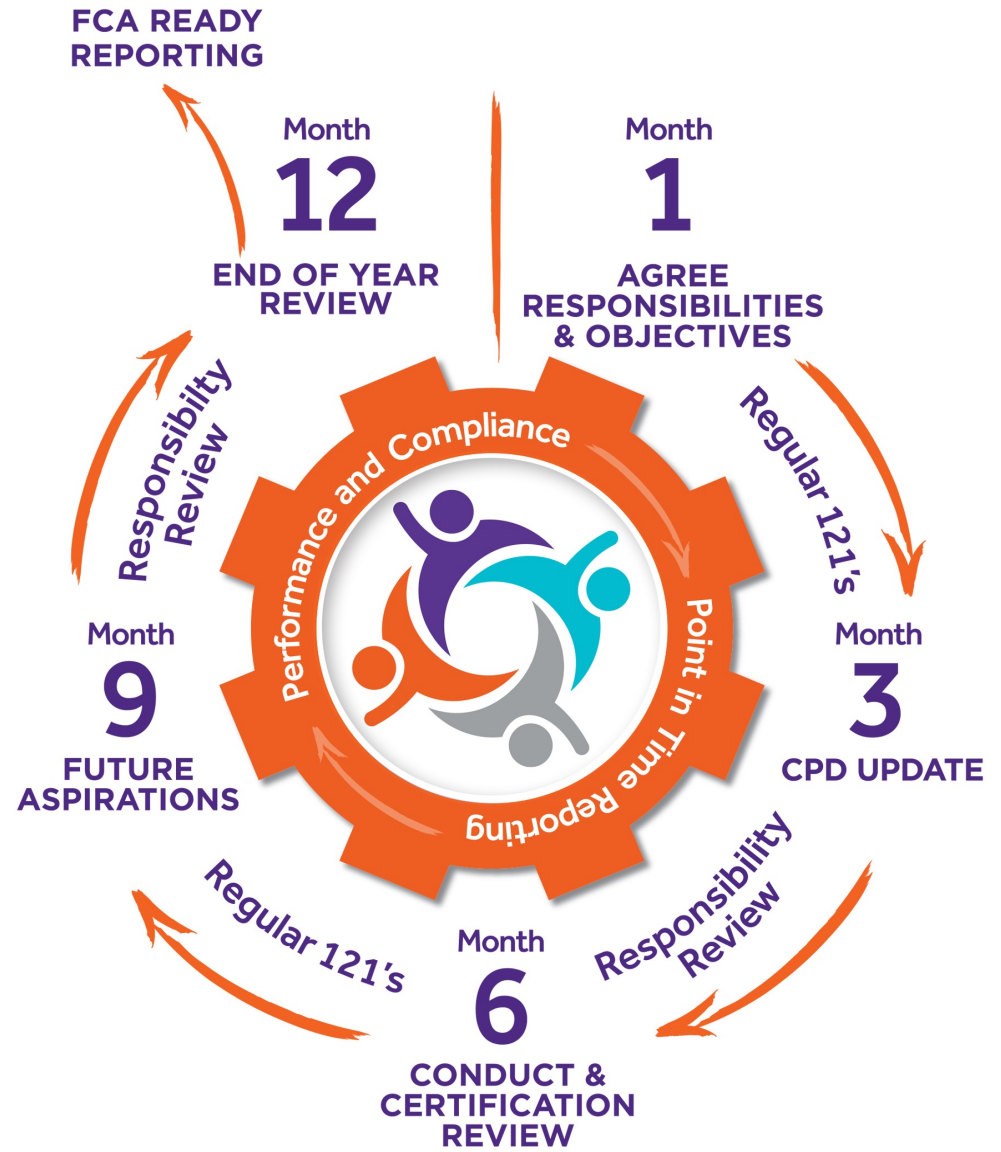 FCA READY
REPORTING
Month
12
END OF YEAR
REVIEW
Month
1
AGREE
RESPONSIBILITIES
& OBJECTIVES
Regular 121's
Month
3
CPD UPDATE
Responsibility
Review
Month
6
CONDUCT &
CERTIFICATION
REVIEW
Regular 121's
Month
9
FUTURE
ASPIRATIONS
Responsibilty
Review
Performance and Compliance
Point in Time Reporting